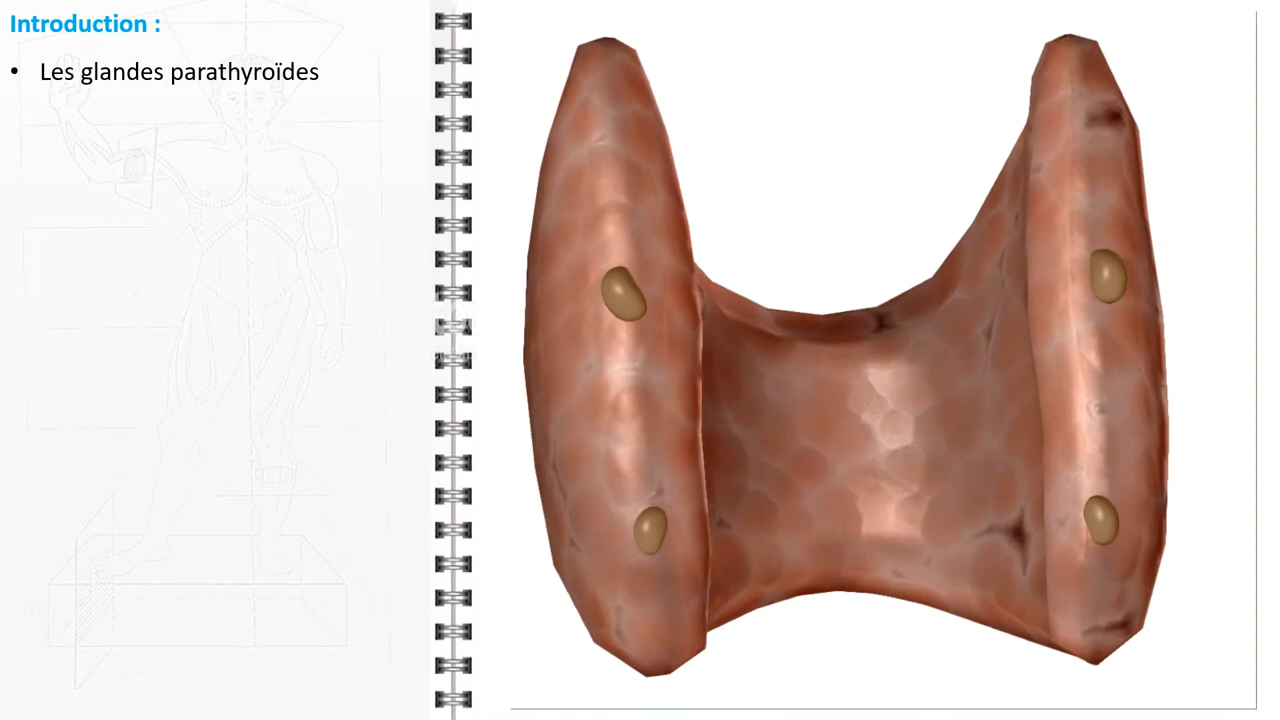 Introduction :
• Les glandes parathyroïdes